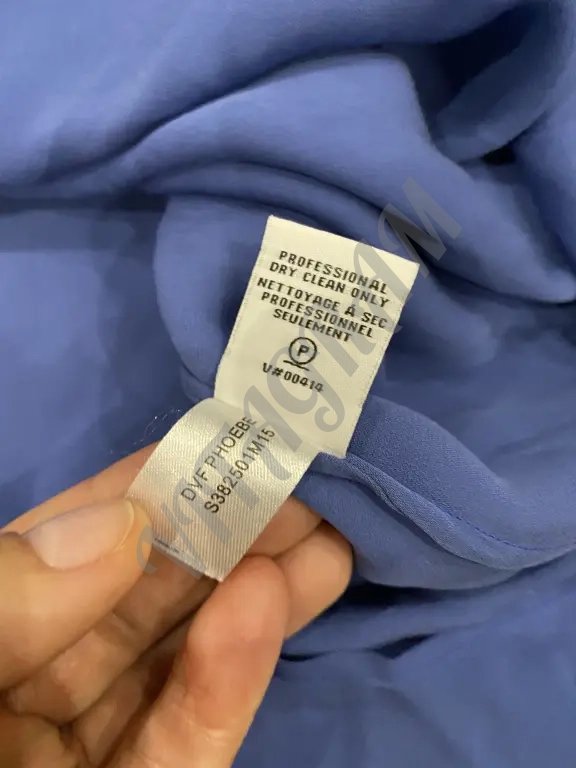 PROFESSIONAL
DRY CLEAN ONLY
NETTOYAGE À SEC
PROFESSIONNEL
SEULEMENT
P
V#00414
DVF PHOEBE
S382501M15